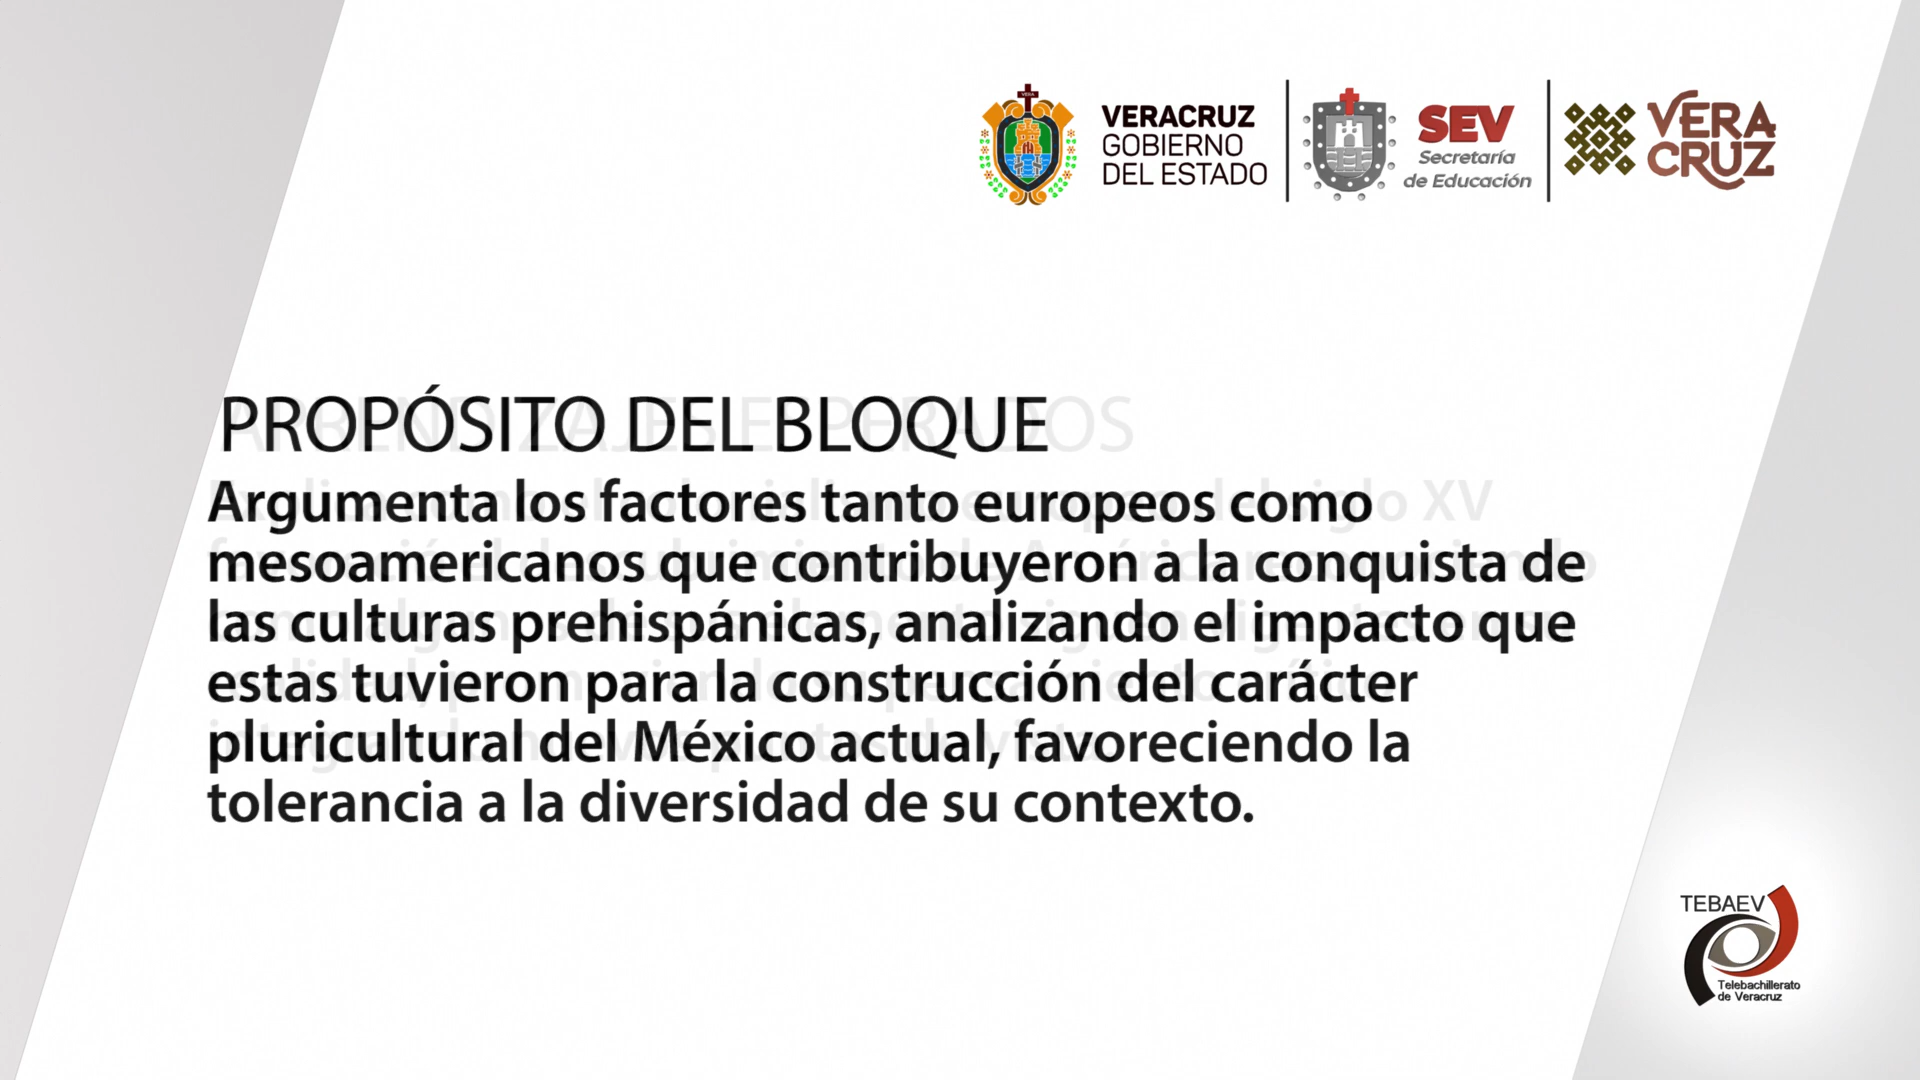 VERACRUZ
GOBIERNO
DEL ESTADO
SEV
Secretaría
de Educación
VERA
CRUZ
PROPÓSITO DEL BLOQUE
Argumenta los factores tanto europeos como
mesoamericanos que contribuyeron a la conquista de
las culturas prehispánicas, analizando el impacto que
estas tuvieron para la construcción del carácter
pluricultural del México actual, favoreciendo la
tolerancia a la diversidad de su contexto.
TEBAEV
Telebachillerato
de Veracruz